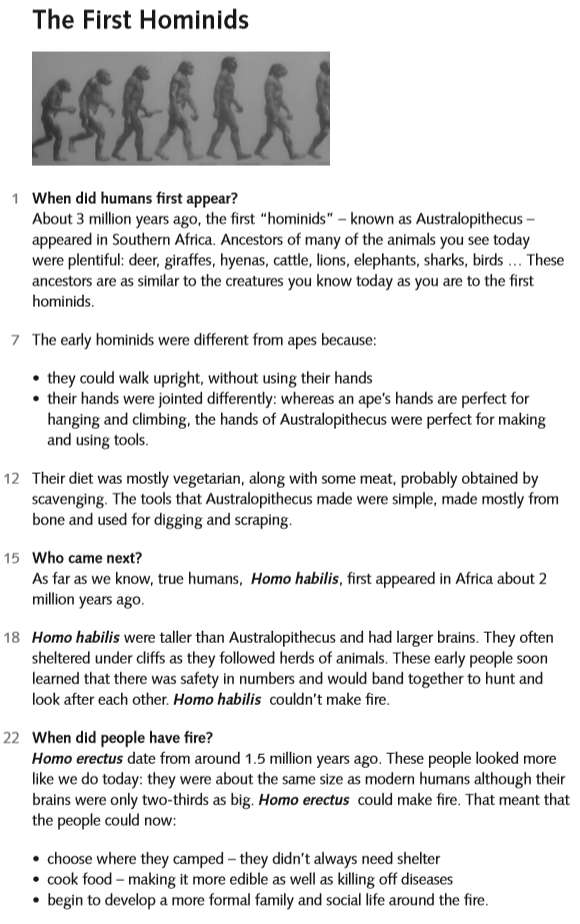 The First Hominids
1 When did humans first appear?
About 3 million years ago, the first “hominids” – known as Australopithecus –
appeared in Southern Africa. Ancestors of many of the animals you see today
were plentiful: deer, giraffes, hyenas, cattle, lions, elephants, sharks, birds … These
ancestors are as similar to the creatures you know today as you are to the first
hominids.
7 The early hominids were different from apes because:
• they could walk upright, without using their hands
• their hands were jointed differently: whereas an ape’s hands are perfect for
hanging and climbing, the hands of Australopithecus were perfect for making
and using tools.
12 Their diet was mostly vegetarian, along with some meat, probably obtained by
scavenging. The tools that Australopithecus made were simple, made mostly from
bone and used for digging and scraping.
15 Who came next?
As far as we know, true humans, Homo habilis, first appeared in Africa about 2
million years ago.
18 Homo habilis were taller than Australopithecus and had larger brains. They often
sheltered under cliffs as they followed herds of animals. These early people soon
learned that there was safety in numbers and would band together to hunt and
look after each other. Homo habilis couldn’t make fire.
22 When did people have fire?
Homo erectus date from around 1.5 million years ago. These people looked more
like we do today: they were about the same size as modern humans although their
brains were only two-thirds as big. Homo erectus could make fire. That meant that
the people could now:
• choose where they camped – they didn’t always need shelter
• cook food – making it more edible as well as killing off diseases
• begin to develop a more formal family and social life around the fire.